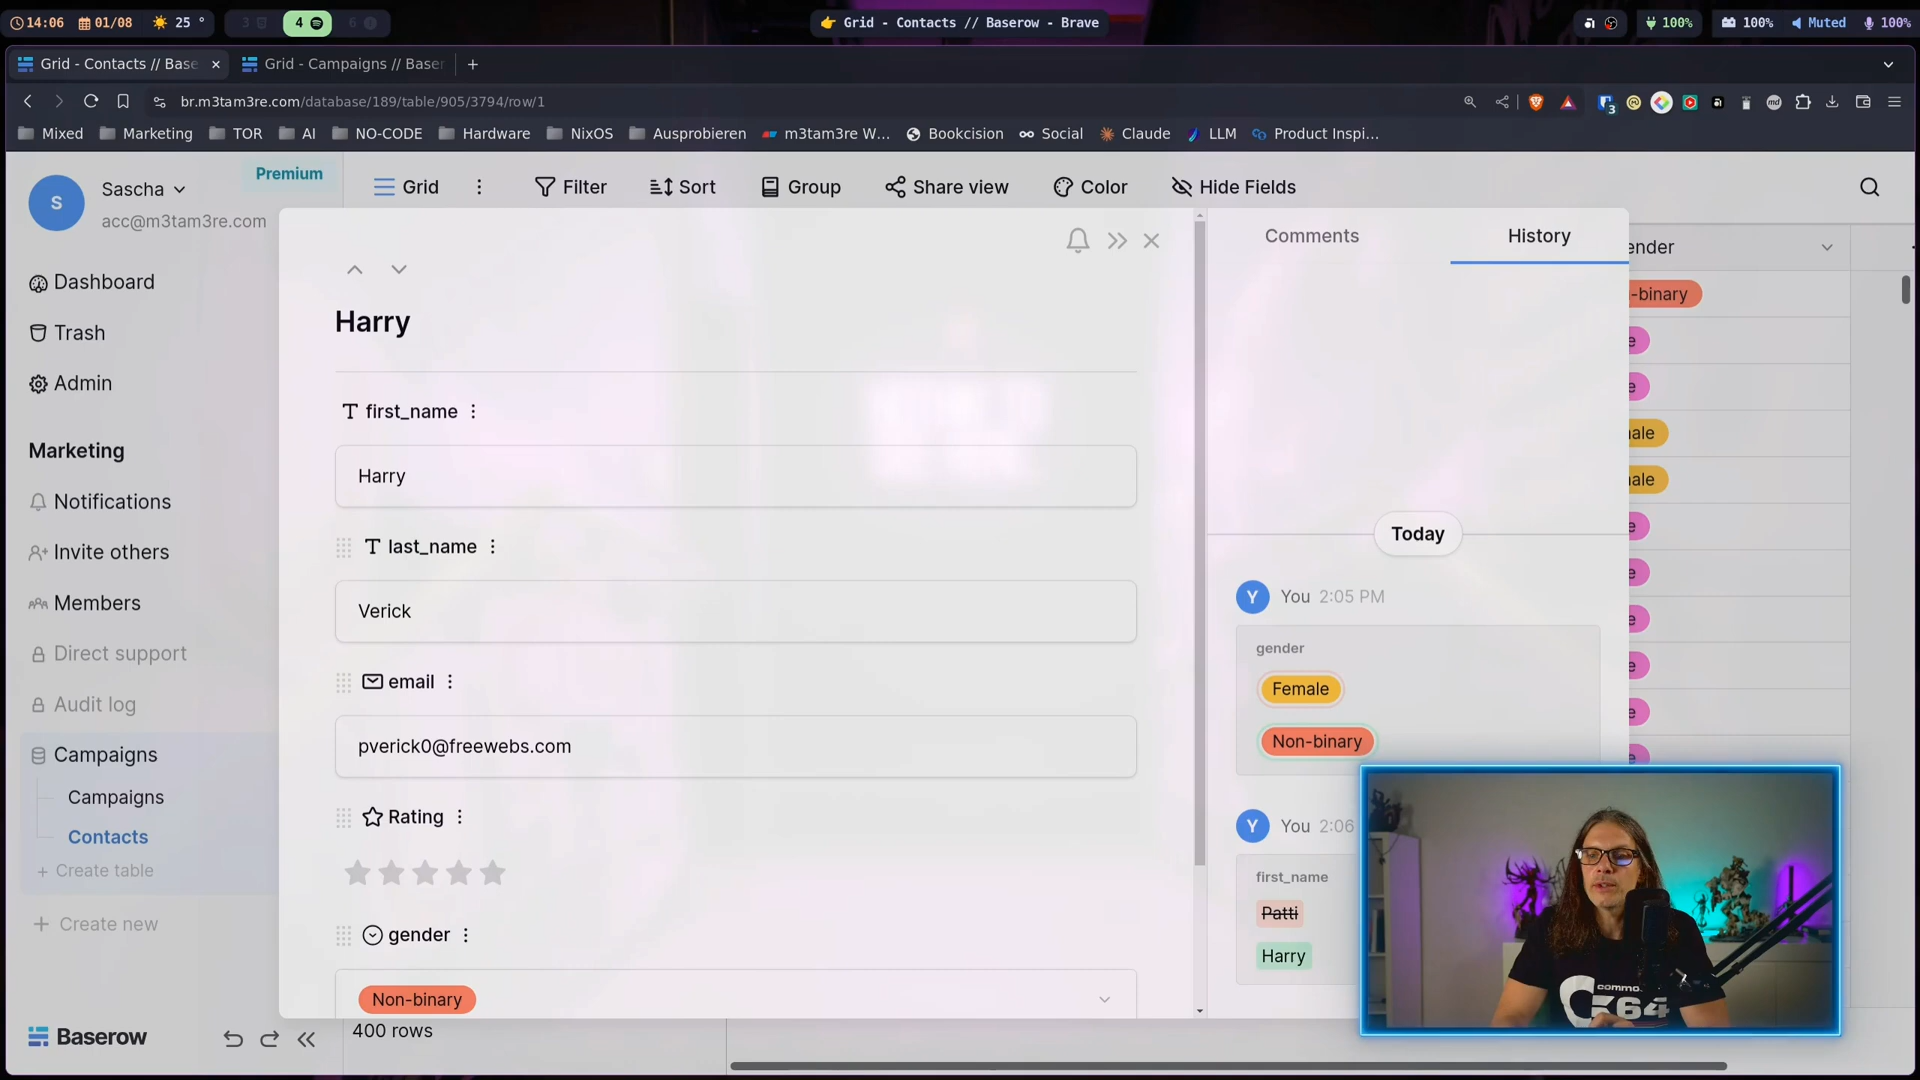 14:06 01/08 25 °
3 4 6
Grid - Contacts // Baserow - Brave
100% 100% Muted 100%
Grid - Contacts // Base
Grid - Campaigns // Baser
br.m3tam3re.com/database/189/table/905/3794/row/1
Mixed Marketing TOR AI NO-CODE Hardware NixOS Ausprobieren m3tam3re W... Bookcision Social Claude LLM Product Inspi...
S
Sascha
Premium
acc@m3tam3re.com
Grid Filter Sort Group Share view Color Hide Fields
Dashboard
Trash
Admin
Marketing
Notifications
Invite others
Members
Direct support
Audit log
Campaigns
Campaigns
Contacts
+ Create table
+ Create new
Baserow
Harry
first_name
Harry
last_name
Verick
email
pverick0@freewebs.com
Rating
gender
Non-binary
400 rows
Comments History
Today
Y You 2:05 PM
gender
Female
Non-binary
Y You 2:06
first_name
Patti
Harry
ender
-binary
e
e
ale
ale
e
e
e
e
e
e
64